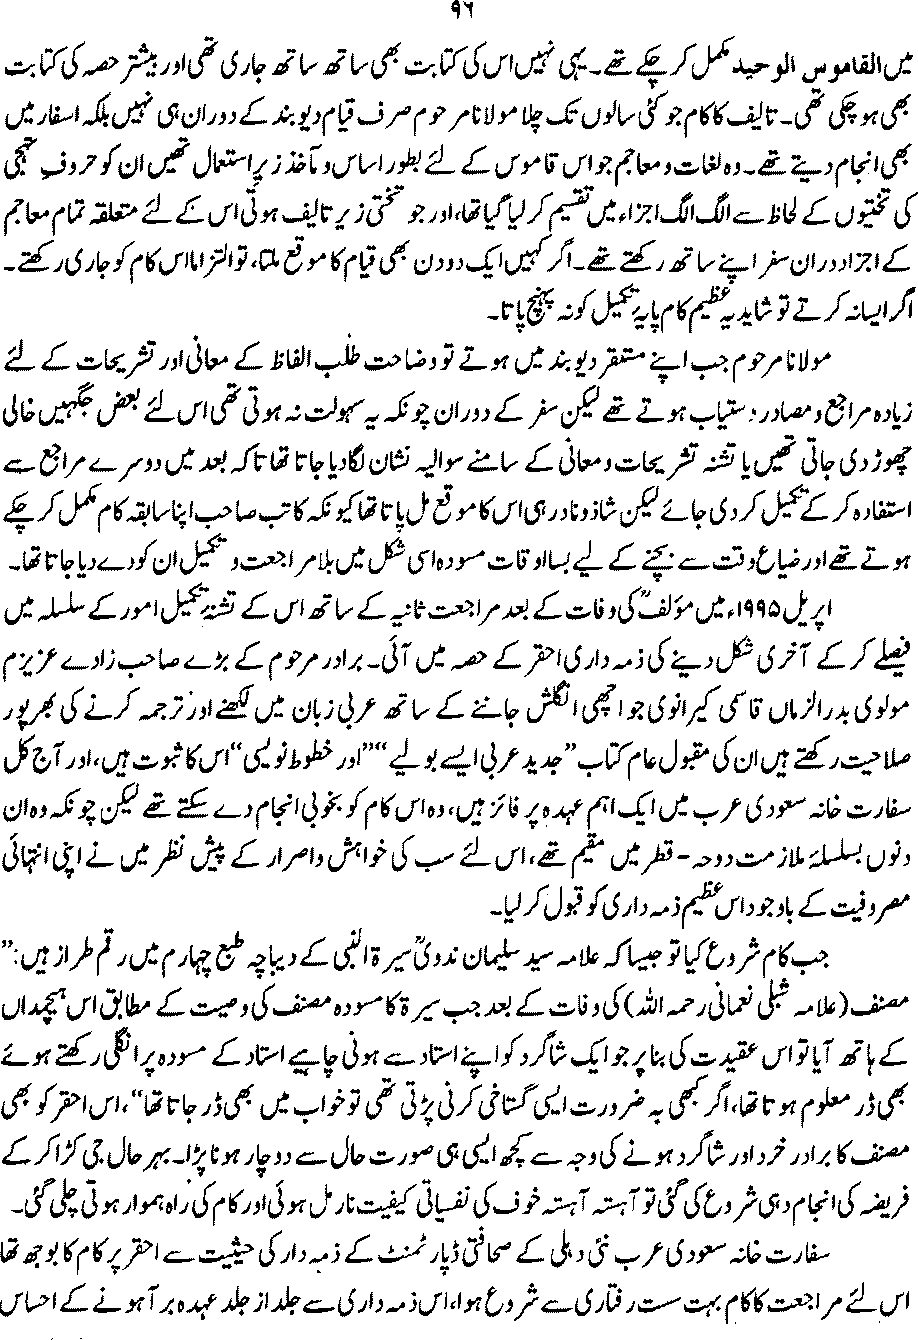 ۹۶
میں القاموس الوحید مکمل کر چکے تھے۔ یہی نہیں اس کی کتابت بھی ساتھ ساتھ جاری تھی اور بیشتر حصہ کی کتابت
بھی ہو چکی تھی۔ تالیف کا کام جو کئی سالوں تک چلا مولانا مرحوم صرف قیام دیوبند کے دوران ہی نہیں بلکہ اسفار میں
بھی انجام دیتے تھے۔ وہ لغات و معاجم جو اس قاموس کے لئے بطور اساس و مآخذ زیرِ استعمال تھیں ان کو حروفِ تہجی
کی تختیوں کے لحاظ سے الگ الگ اجزاء میں تقسیم کر لیا گیا تھا، اور جو تختی زیر تالیف ہوتی اس کے لئے متعلقہ تمام معاجم
کے اجزا دورانِ سفر اپنے ساتھ رکھتے تھے۔ اگر کہیں ایک دو دن بھی قیام کا موقع ملتا، تو التزاماً اس کام کو جاری رکھتے۔
اگر ایسا نہ کرتے تو شاید یہ عظیم کام پایۂ تکمیل کو نہ پہنچ پاتا۔
مولانا مرحوم جب اپنے مستقر دیوبند میں ہوتے تو وضاحت طلب الفاظ کے معانی اور تشریحات کے لئے
زیادہ مراجع و مصادر دستیاب ہوتے تھے لیکن سفر کے دوران چونکہ یہ سہولت نہ ہوتی تھی اس لئے بعض جگہیں خالی
چھوڑ دی جاتی تھیں یا تشنہ تشریحات و معانی کے سامنے سوالیہ نشان لگا دیا جاتا تھا تاکہ بعد میں دوسرے مراجع سے
استفادہ کر کے تکمیل کر دی جائے لیکن شاذ و نادر ہی اس کا موقع مل پاتا تھا کیونکہ کاتب صاحب اپنا سابقہ کام مکمل کر چکے
ہوتے تھے اور ضیاع وقت سے بچنے کے لیے بسا اوقات مسودہ اسی شکل میں بلا مراجعت و تکمیل ان کو دے دیا جاتا تھا۔
اپریل ۱۹۹۵ء میں مؤلفؒ کی وفات کے بعد مراجعت ثانیہ کے ساتھ اس کے تشنۂ تکمیل امور کے سلسلہ میں
فیصلے کر کے آخری شکل دینے کی ذمہ داری احقر کے حصہ میں آئی۔ برادر مرحوم کے بڑے صاحب زادے عزیزم
مولوی بدر الزماں قاسمی کیرانوی جو اچھی انگلش جاننے کے ساتھ عربی زبان میں لکھنے اور ترجمہ کرنے کی بھرپور
صلاحیت رکھتے ہیں ان کی مقبول عام کتاب ”جدید عربی ایسے بولیے“ ”اور خطوط نویسی“ اس کا ثبوت ہیں، اور آج کل
سفارت خانہ سعودی عرب میں ایک اہم عہدہ پر فائز ہیں، وہ اس کام کو بخوبی انجام دے سکتے تھے لیکن چونکہ وہ ان
دنوں بسلسلۂ ملازمت دوحہ - قطر میں مقیم تھے، اس لئے سب کی خواہش و اصرار کے پیش نظر میں نے اپنی انتہائی
مصروفیت کے باوجود اس عظیم ذمہ داری کو قبول کر لیا۔
جب کام شروع کیا تو جیسا کہ علامہ سید سلیمان ندویؒ سیرۃ النبی کے دیباچہ طبع چہارم میں رقم طراز ہیں: ”
مصنف (علامہ شبلی نعمانی رحمہ اللہ) کی وفات کے بعد جب سیرۃ کا مسودہ مصنف کی وصیت کے مطابق اس ہیچمداں
کے ہاتھ آیا تو اس عقیدت کی بنا پر جو ایک شاگرد کو اپنے استاد سے ہونی چاہیے استاد کے مسودہ پر انگلی رکھتے ہوئے
بھی ڈر معلوم ہوتا تھا، اگر کبھی بہ ضرورت ایسی گستاخی کرنی پڑتی تھی تو خواب میں بھی ڈر جاتا تھا“، اس احقر کو بھی
مصنف کا برادر خرد اور شاگرد ہونے کی وجہ سے کچھ ایسی ہی صورت حال سے دوچار ہونا پڑا۔ بہر حال جی کڑا کر کے
فریضہ کی انجام دہی شروع کی گئی تو آہستہ آہستہ خوف کی نفسیاتی کیفیت نارمل ہوئی اور کام کی راہ ہموار ہوتی چلی گئی۔
سفارت خانہ سعودی عرب نئی دہلی کے صحافتی ڈپارٹمنٹ کے ذمہ دار کی حیثیت سے احقر پر کام کا بوجھ تھا
اس لئے مراجعت کا کام بہت سست رفتاری سے شروع ہوا، اس ذمہ داری سے جلد از جلد عہدہ بر آ ہونے کے احساس